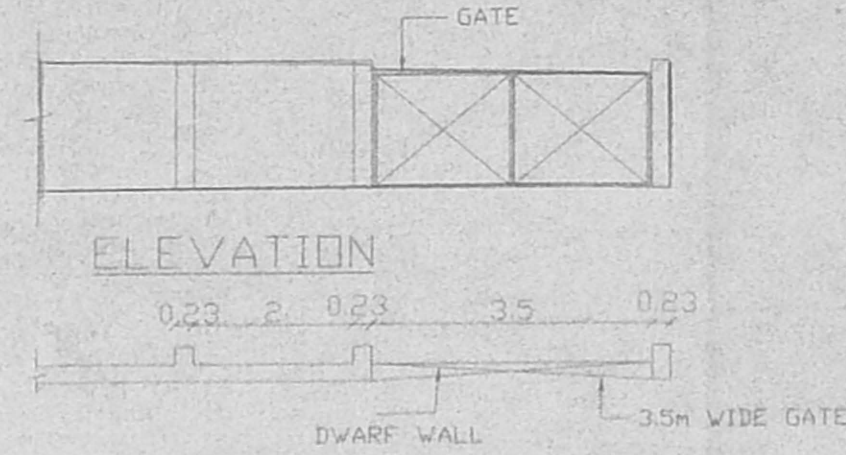 GATE
ELEVATION
0.23 2 0.23 3.5 0.23
DWARF WALL
3.5m WIDE GATE